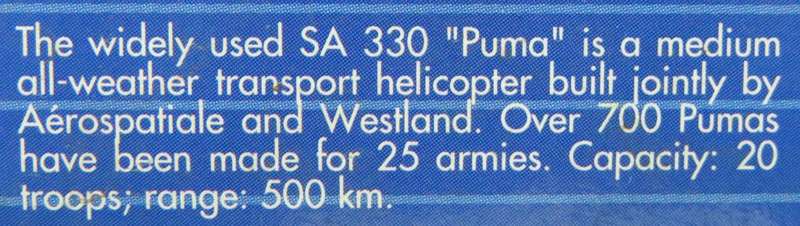 The widely used SA 330 "Puma" is a medium
all-weather transport helicopter built jointly by
Aérospatiale and Westland. Over 700 Pumas
have been made for 25 armies. Capacity: 20
troops; range: 500 km.